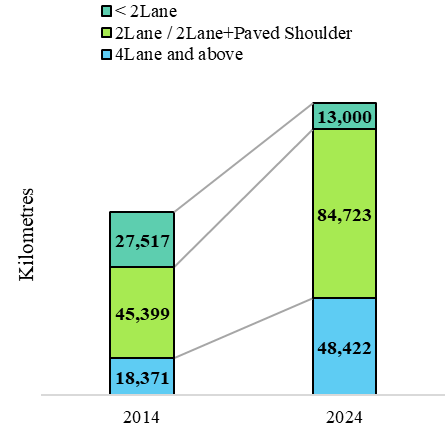 < 2Lane
2Lane / 2Lane+Paved Shoulder
4Lane and above
Kilometres
13,000
27,517
84,723
45,399
48,422
18,371
2014
2024